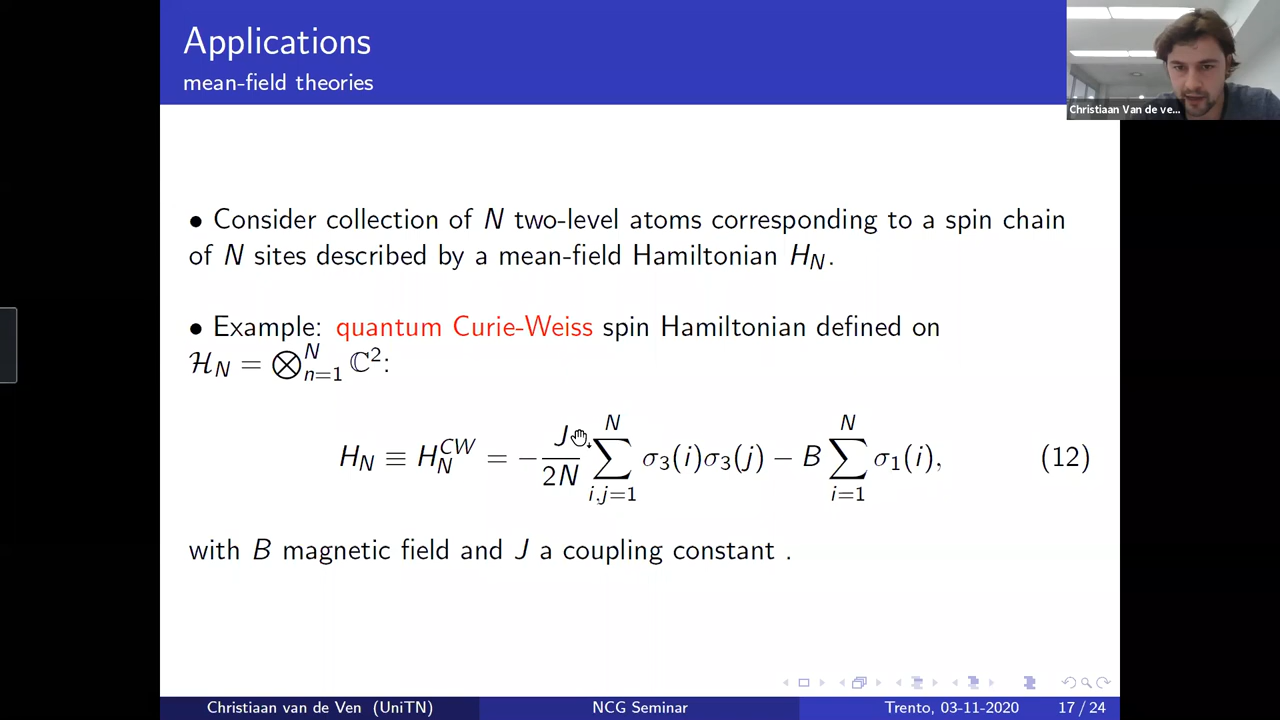 Applications
mean-field theories
Christiaan Van de ve...
• Consider collection of N two-level atoms corresponding to a spin chain
of N sites described by a mean-field Hamiltonian H_N.
• Example: quantum Curie-Weiss spin Hamiltonian defined on
ℋ_N = ⨂_{n=1}^N ℂ²:
H_N ≡ H_N^{CW} = −\frac{J}{2N} ∑_{i,j=1}^N σ₃(i)σ₃(j) − B ∑_{i=1}^N σ₁(i), (12)
with B magnetic field and J a coupling constant .
Christiaan van de Ven (UniTN) NCG Seminar Trento, 03-11-2020 17 / 24